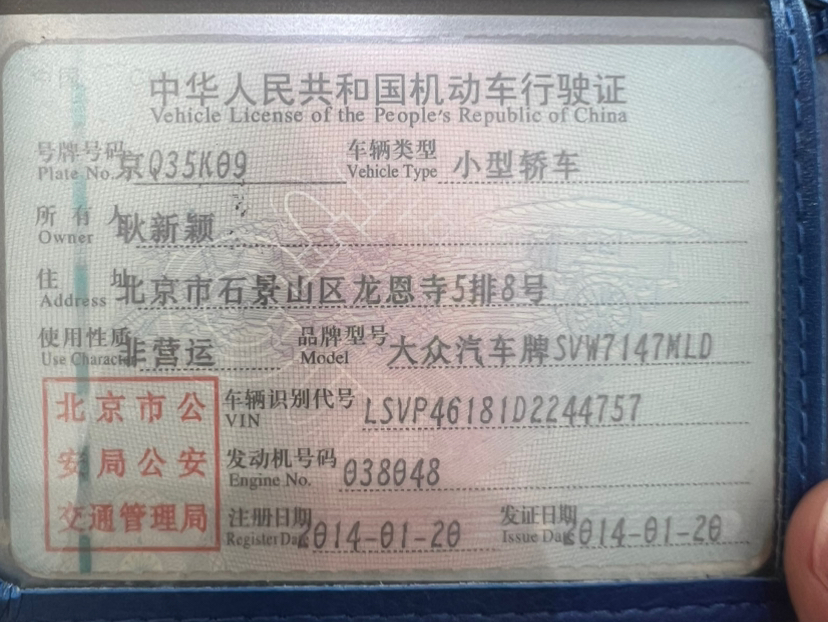 中华人民共和国机动车行驶证
Vehicle License of the People's Republic of China
号牌号码 京Q35K09 车辆类型 小型轿车
Plate No. Vehicle Type
所有人 耿新颖
Owner
住址 北京市石景山区龙恩寺5排8号
Address
使用性质 非营运 品牌型号 大众汽车牌SVW7147MLD
Use Character Model
北京市公
安局公安
交通管理局
车辆识别代号 LSVP46181D2244757
VIN
发动机号码 038048
Engine No.
注册日期 2014-01-20 发证日期 2014-01-20
Register Date Issue Date